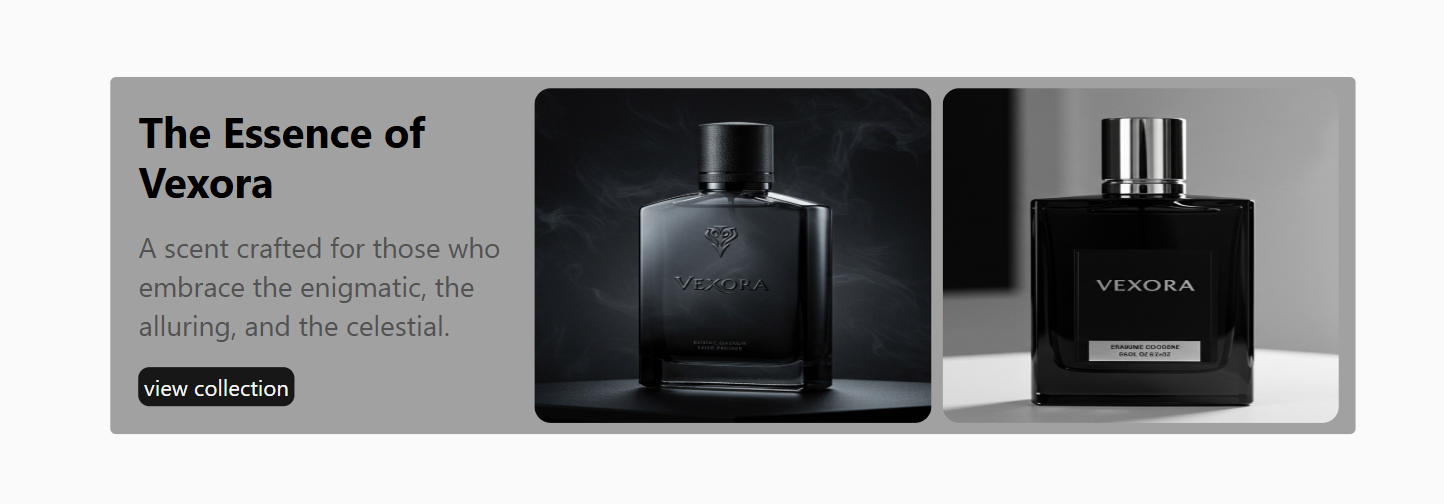 The Essence of
Vexora
A scent crafted for those who
embrace the enigmatic, the
alluring, and the celestial.
view collection
VEXORA
VEXORA